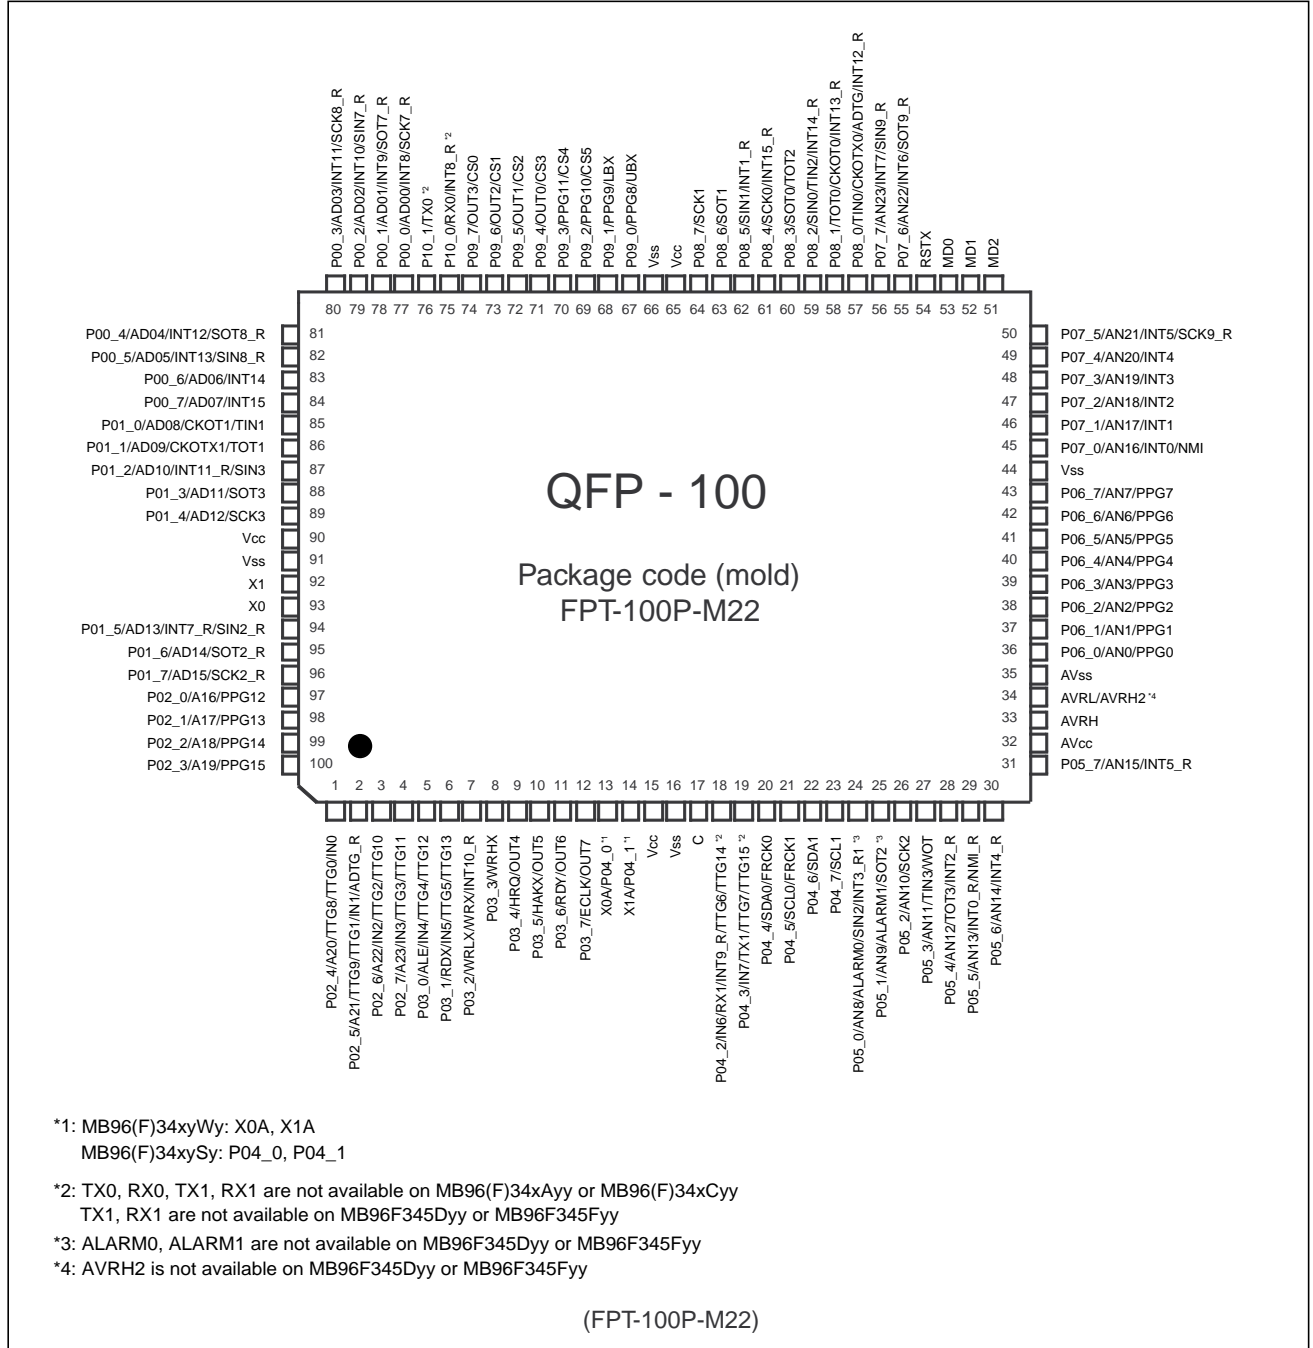 P00_3/AD03/INT11/SCK8_R
P00_2/AD02/INT10/SIN7_R
P00_1/AD01/INT9/SOT7_R
P00_0/AD00/INT8/SCK7_R
P10_1/TX0 *2
P10_0/RX0/INT8_R *2
P09_7/OUT3/CS0
P09_6/OUT2/CS1
P09_5/OUT1/CS2
P09_4/OUT0/CS3
P09_3/PPG11/CS4
P09_2/PPG10/CS5
P09_1/PPG9/LBX
P09_0/PPG8/UBX
Vss
Vcc
P08_7/SCK1
P08_6/SOT1
P08_5/SIN1/INT1_R
P08_4/SCK0/INT15_R
P08_3/SOT0/TOT2
P08_2/SIN0/TIN2/INT14_R
P08_1/TOT0/CKOT0/INT13_R
P08_0/TIN0/CKOTX0/ADTG/INT12_R
P07_7/AN23/INT7/SIN9_R
P07_6/AN22/INT6/SOT9_R
RSTX
MD0
MD1
MD2
80 79 78 77 76 75 74 73 72 71 70 69 68 67 66 65 64 63 62 61 60 59 58 57 56 55 54 53 52 51
P00_4/AD04/INT12/SOT8_R 81
P00_5/AD05/INT13/SIN8_R 82
P00_6/AD06/INT14 83
P00_7/AD07/INT15 84
P01_0/AD08/CKOT1/TIN1 85
P01_1/AD09/CKOTX1/TOT1 86
P01_2/AD10/INT11_R/SIN3 87
P01_3/AD11/SOT3 88
P01_4/AD12/SCK3 89
Vcc 90
Vss 91
X1 92
X0 93
P01_5/AD13/INT7_R/SIN2_R 94
P01_6/AD14/SOT2_R 95
P01_7/AD15/SCK2_R 96
P02_0/A16/PPG12 97
P02_1/A17/PPG13 98
P02_2/A18/PPG14 99
P02_3/A19/PPG15 100
QFP - 100
Package code (mold)
FPT-100P-M22
50 P07_5/AN21/INT5/SCK9_R
49 P07_4/AN20/INT4
48 P07_3/AN19/INT3
47 P07_2/AN18/INT2
46 P07_1/AN17/INT1
45 P07_0/AN16/INT0/NMI
44 Vss
43 P06_7/AN7/PPG7
42 P06_6/AN6/PPG6
41 P06_5/AN5/PPG5
40 P06_4/AN4/PPG4
39 P06_3/AN3/PPG3
38 P06_2/AN2/PPG2
37 P06_1/AN1/PPG1
36 P06_0/AN0/PPG0
35 AVss
34 AVRL/AVRH2 *4
33 AVRH
32 AVcc
31 P05_7/AN15/INT5_R
1 2 3 4 5 6 7 8 9 10 11 12 13 14 15 16 17 18 19 20 21 22 23 24 25 26 27 28 29 30
P02_4/A20/TTG8/TTG0/IN0
P02_5/A21/TTG9/TTG1/IN1/ADTG_R
P02_6/A22/IN2/TTG2/TTG10
P02_7/A23/IN3/TTG3/TTG11
P03_0/ALE/IN4/TTG4/TTG12
P03_1/RDX/IN5/TTG5/TTG13
P03_2/WRLX/WRX/INT10_R
P03_3/WRHX
P03_4/HRQ/OUT4
P03_5/HAKX/OUT5
P03_6/RDY/OUT6
P03_7/ECLK/OUT7
X0A/P04_0 *1
X1A/P04_1 *1
Vcc
Vss
C
P04_2/IN6/RX1/INT9_R/TTG6/TTG14 *2
P04_3/IN7/TX1/TTG7/TTG15 *2
P04_4/SDA0/FRCK0
P04_5/SCL0/FRCK1
P04_6/SDA1
P04_7/SCL1
P05_0/AN8/ALARM0/SIN2/INT3_R1 *3
P05_1/AN9/ALARM1/SOT2 *3
P05_2/AN10/SCK2
P05_3/AN11/TIN3/WOT
P05_4/AN12/TOT3/INT2_R
P05_5/AN13/INT0_R/NMI_R
P05_6/AN14/INT4_R
*1: MB96(F)34xyWy: X0A, X1A
MB96(F)34xySy: P04_0, P04_1
*2: TX0, RX0, TX1, RX1 are not available on MB96(F)34xAyy or MB96(F)34xCyy
TX1, RX1 are not available on MB96F345Dyy or MB96F345Fyy
*3: ALARM0, ALARM1 are not available on MB96F345Dyy or MB96F345Fyy
*4: AVRH2 is not available on MB96F345Dyy or MB96F345Fyy
(FPT-100P-M22)